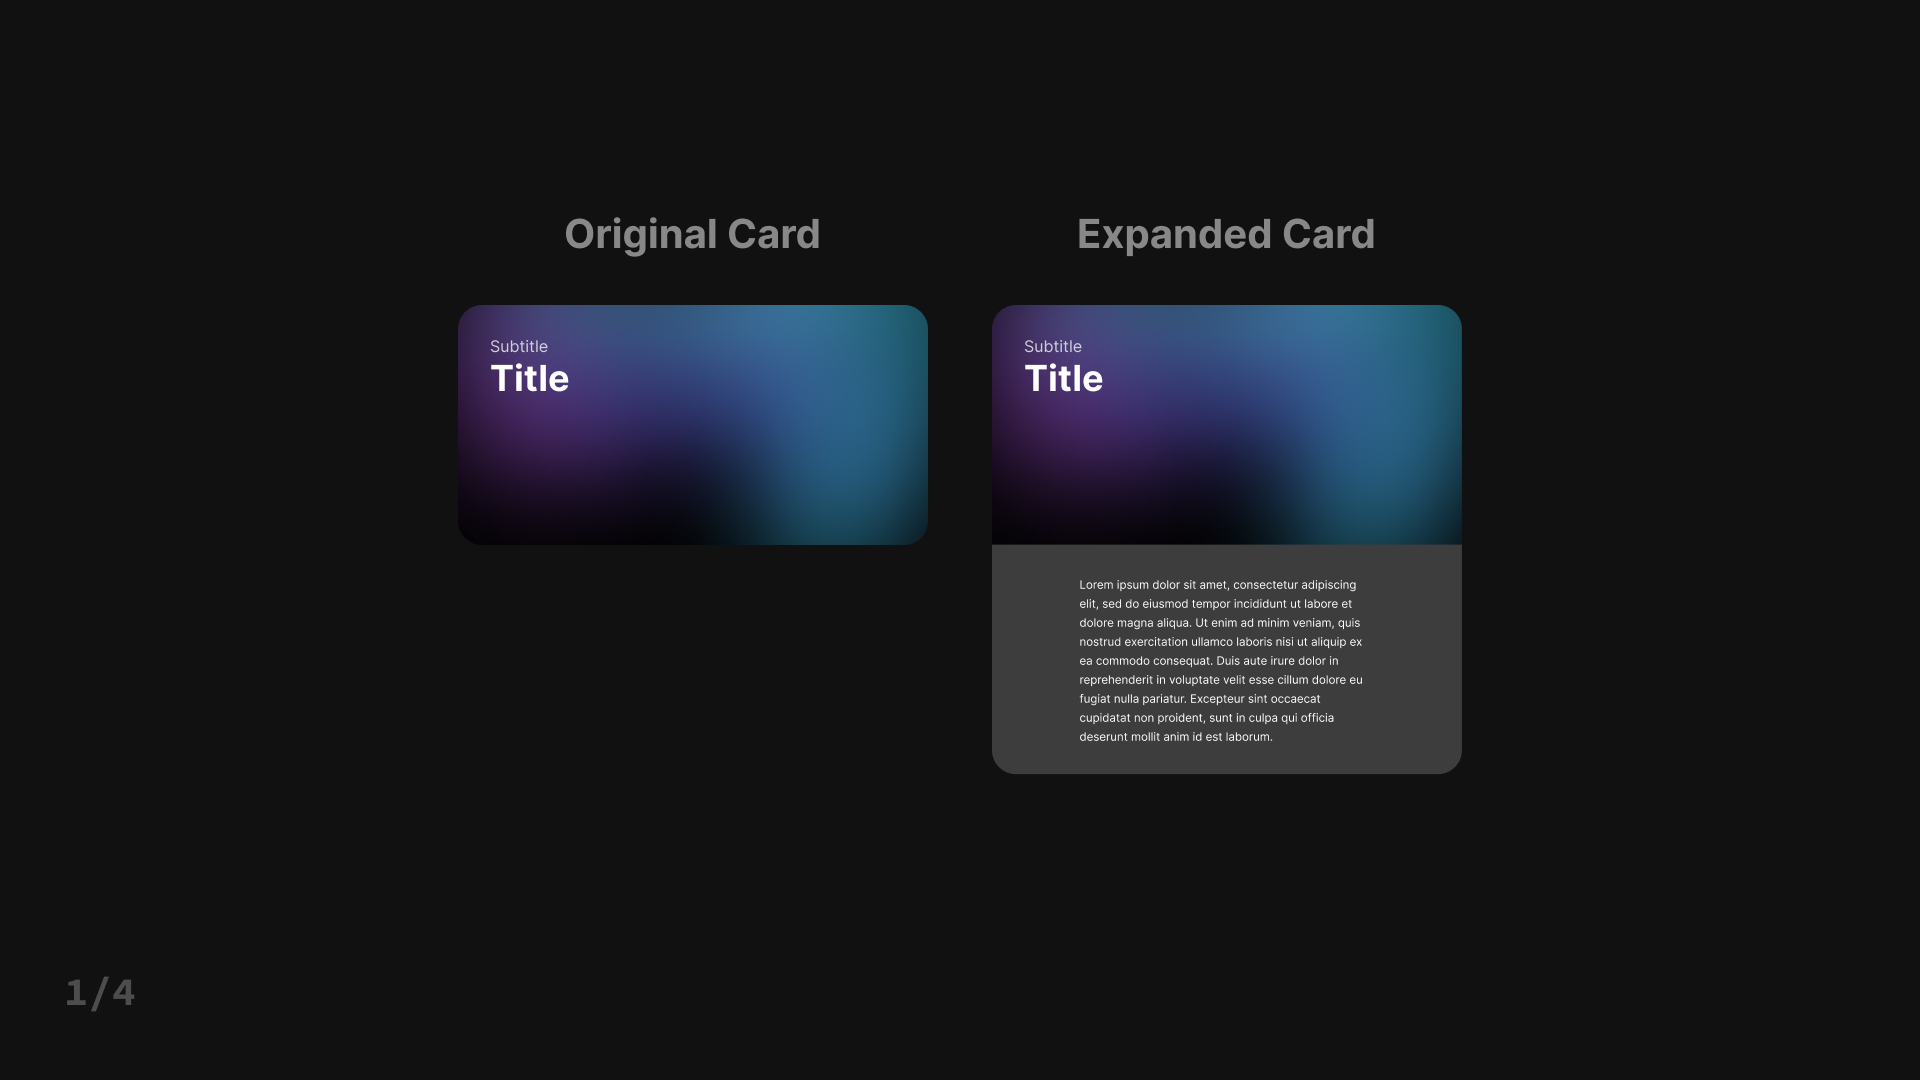 Original Card
Subtitle
Title
Expanded Card
Subtitle
Title
Lorem ipsum dolor sit amet, consectetur adipiscing
elit, sed do eiusmod tempor incididunt ut labore et
dolore magna aliqua. Ut enim ad minim veniam, quis
nostrud exercitation ullamco laboris nisi ut aliquip ex
ea commodo consequat. Duis aute irure dolor in
reprehenderit in voluptate velit esse cillum dolore eu
fugiat nulla pariatur. Excepteur sint occaecat
cupidatat non proident, sunt in culpa qui officia
deserunt mollit anim id est laborum.
1/4